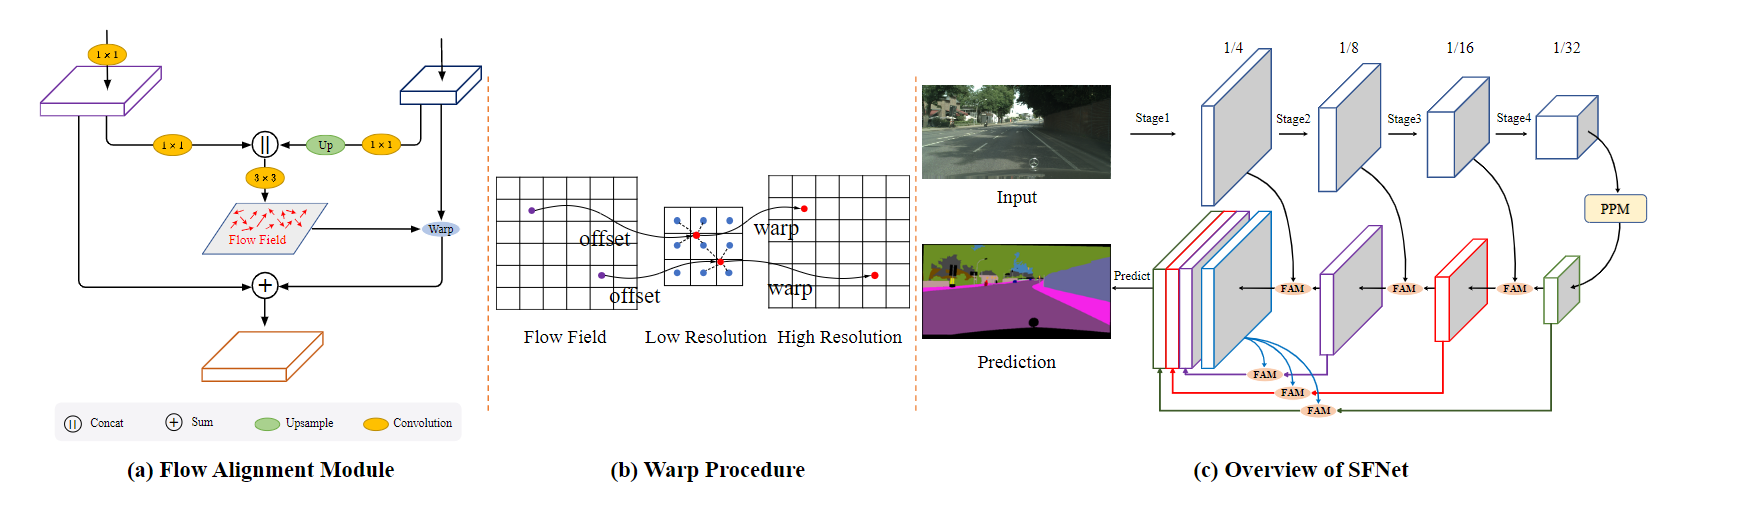 1 × 1
1 × 1
Up
1 × 1
3 × 3
Flow Field
Warp
Concat
Sum
Upsample
Convolution
(a) Flow Alignment Module
offset
warp
offset
warp
Flow Field
Low Resolution
High Resolution
(b) Warp Procedure
1/4
1/8
1/16
1/32
Stage1
Stage2
Stage3
Stage4
Input
PPM
Predict
FAM
FAM
FAM
Prediction
FAM
FAM
FAM
(c) Overview of SFNet